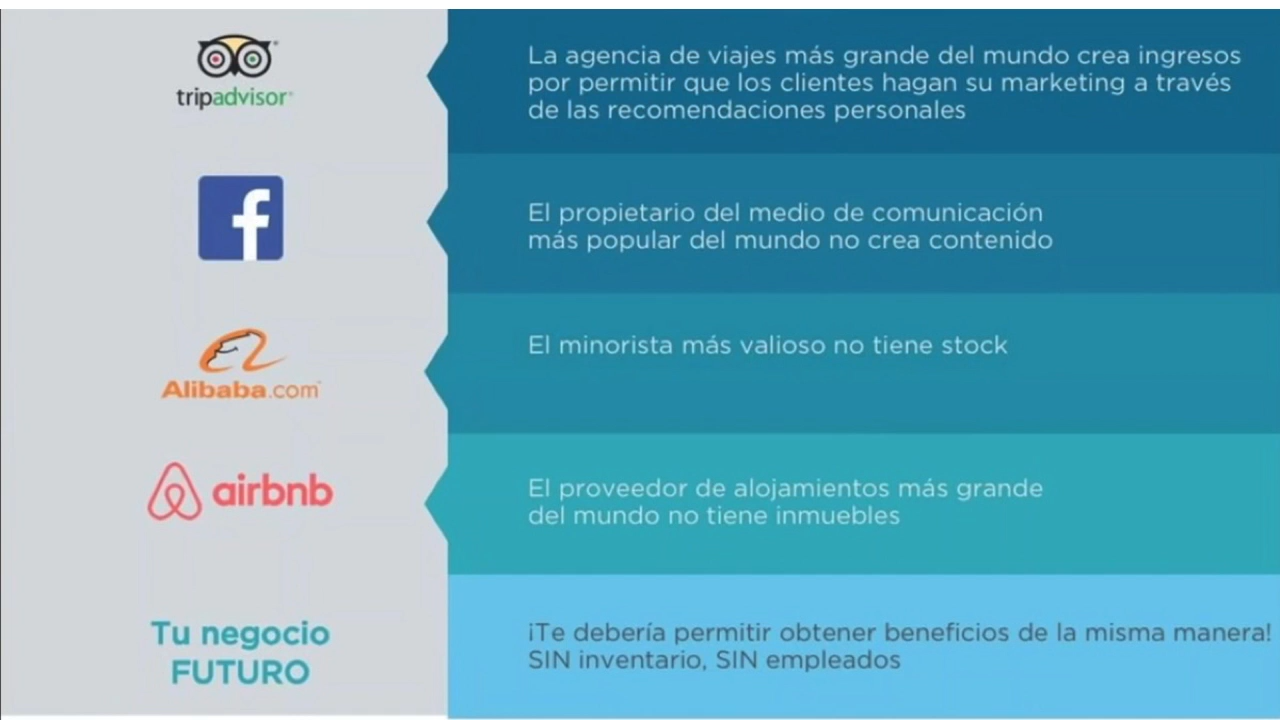 tripadvisor
La agencia de viajes más grande del mundo crea ingresos
por permitir que los clientes hagan su marketing a través
de las recomendaciones personales
f
El propietario del medio de comunicación
más popular del mundo no crea contenido
Alibaba.com
El minorista más valioso no tiene stock
airbnb
El proveedor de alojamientos más grande
del mundo no tiene inmuebles
Tu negocio
FUTURO
¡Te debería permitir obtener beneficios de la misma manera!
SIN inventario, SIN empleados